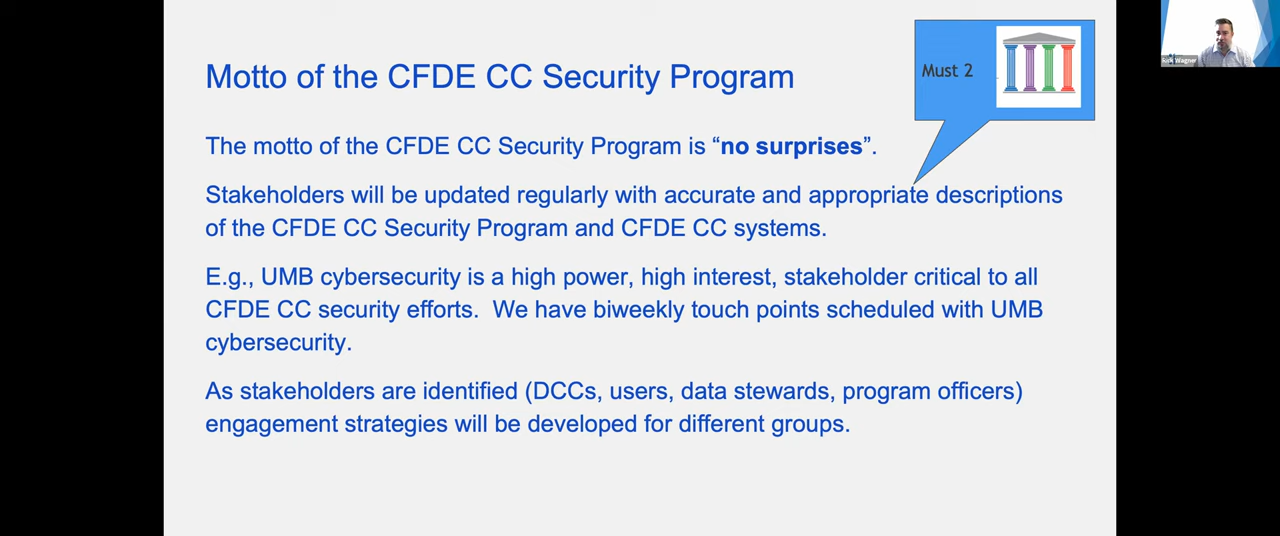 Motto of the CFDE CC Security Program
Must 2
Rick Wagner
The motto of the CFDE CC Security Program is “no surprises”.
Stakeholders will be updated regularly with accurate and appropriate descriptions
of the CFDE CC Security Program and CFDE CC systems.
E.g., UMB cybersecurity is a high power, high interest, stakeholder critical to all
CFDE CC security efforts.  We have biweekly touch points scheduled with UMB
cybersecurity.
As stakeholders are identified (DCCs, users, data stewards, program officers)
engagement strategies will be developed for different groups.